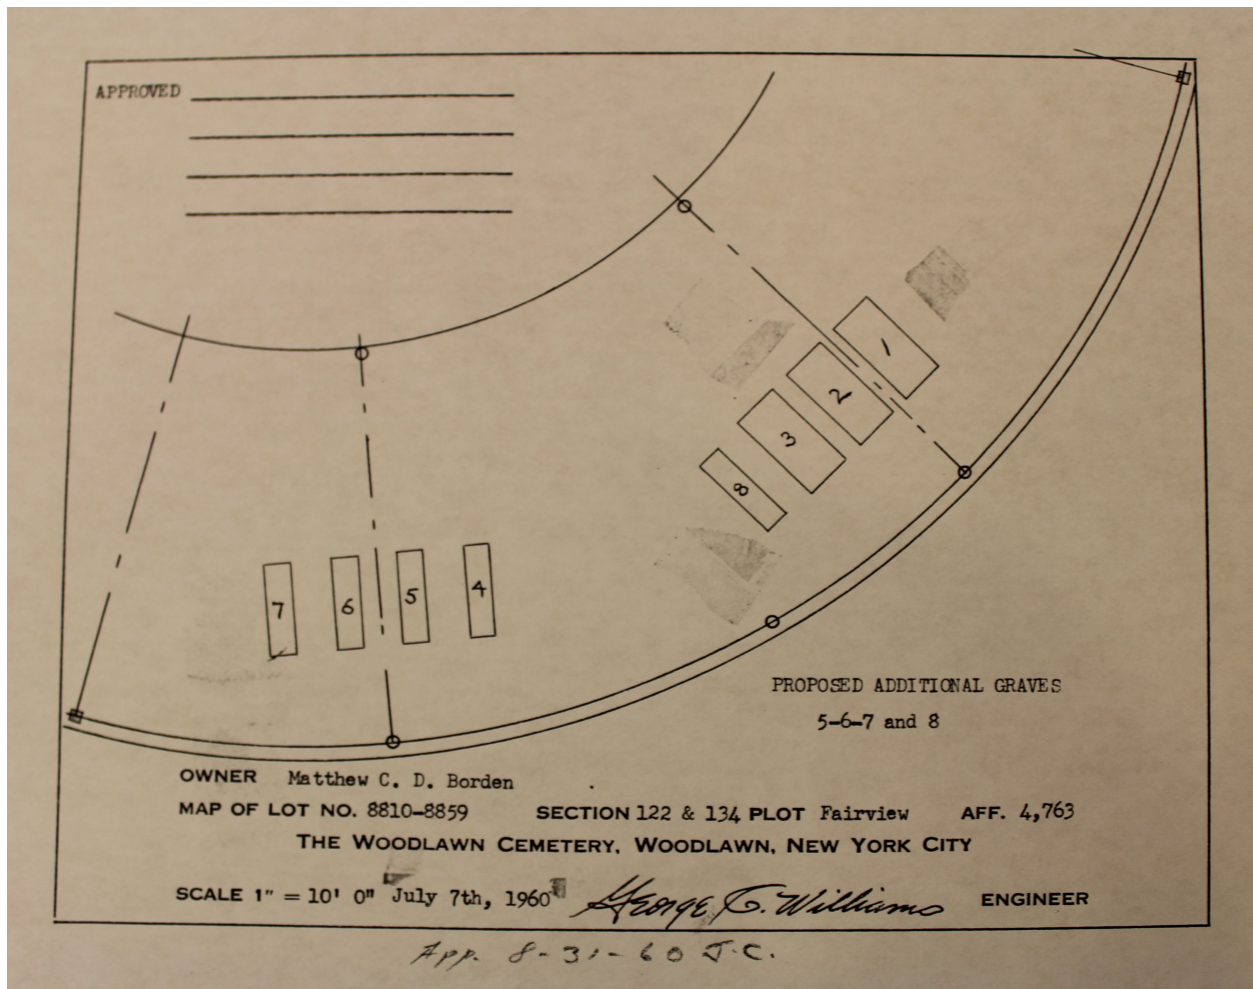 APPROVED
1
2
3
8
7
6
5
4
PROPOSED ADDITIONAL GRAVES
5-6-7 and 8
OWNER Matthew C. D. Borden
MAP OF LOT NO. 8810-8859 SECTION 122 & 134 PLOT Fairview AFF. 4,763
THE WOODLAWN CEMETERY, WOODLAWN, NEW YORK CITY
SCALE 1" = 10' 0" July 7th, 1960 George T. Williams ENGINEER
App. 8-31-60 J.C.